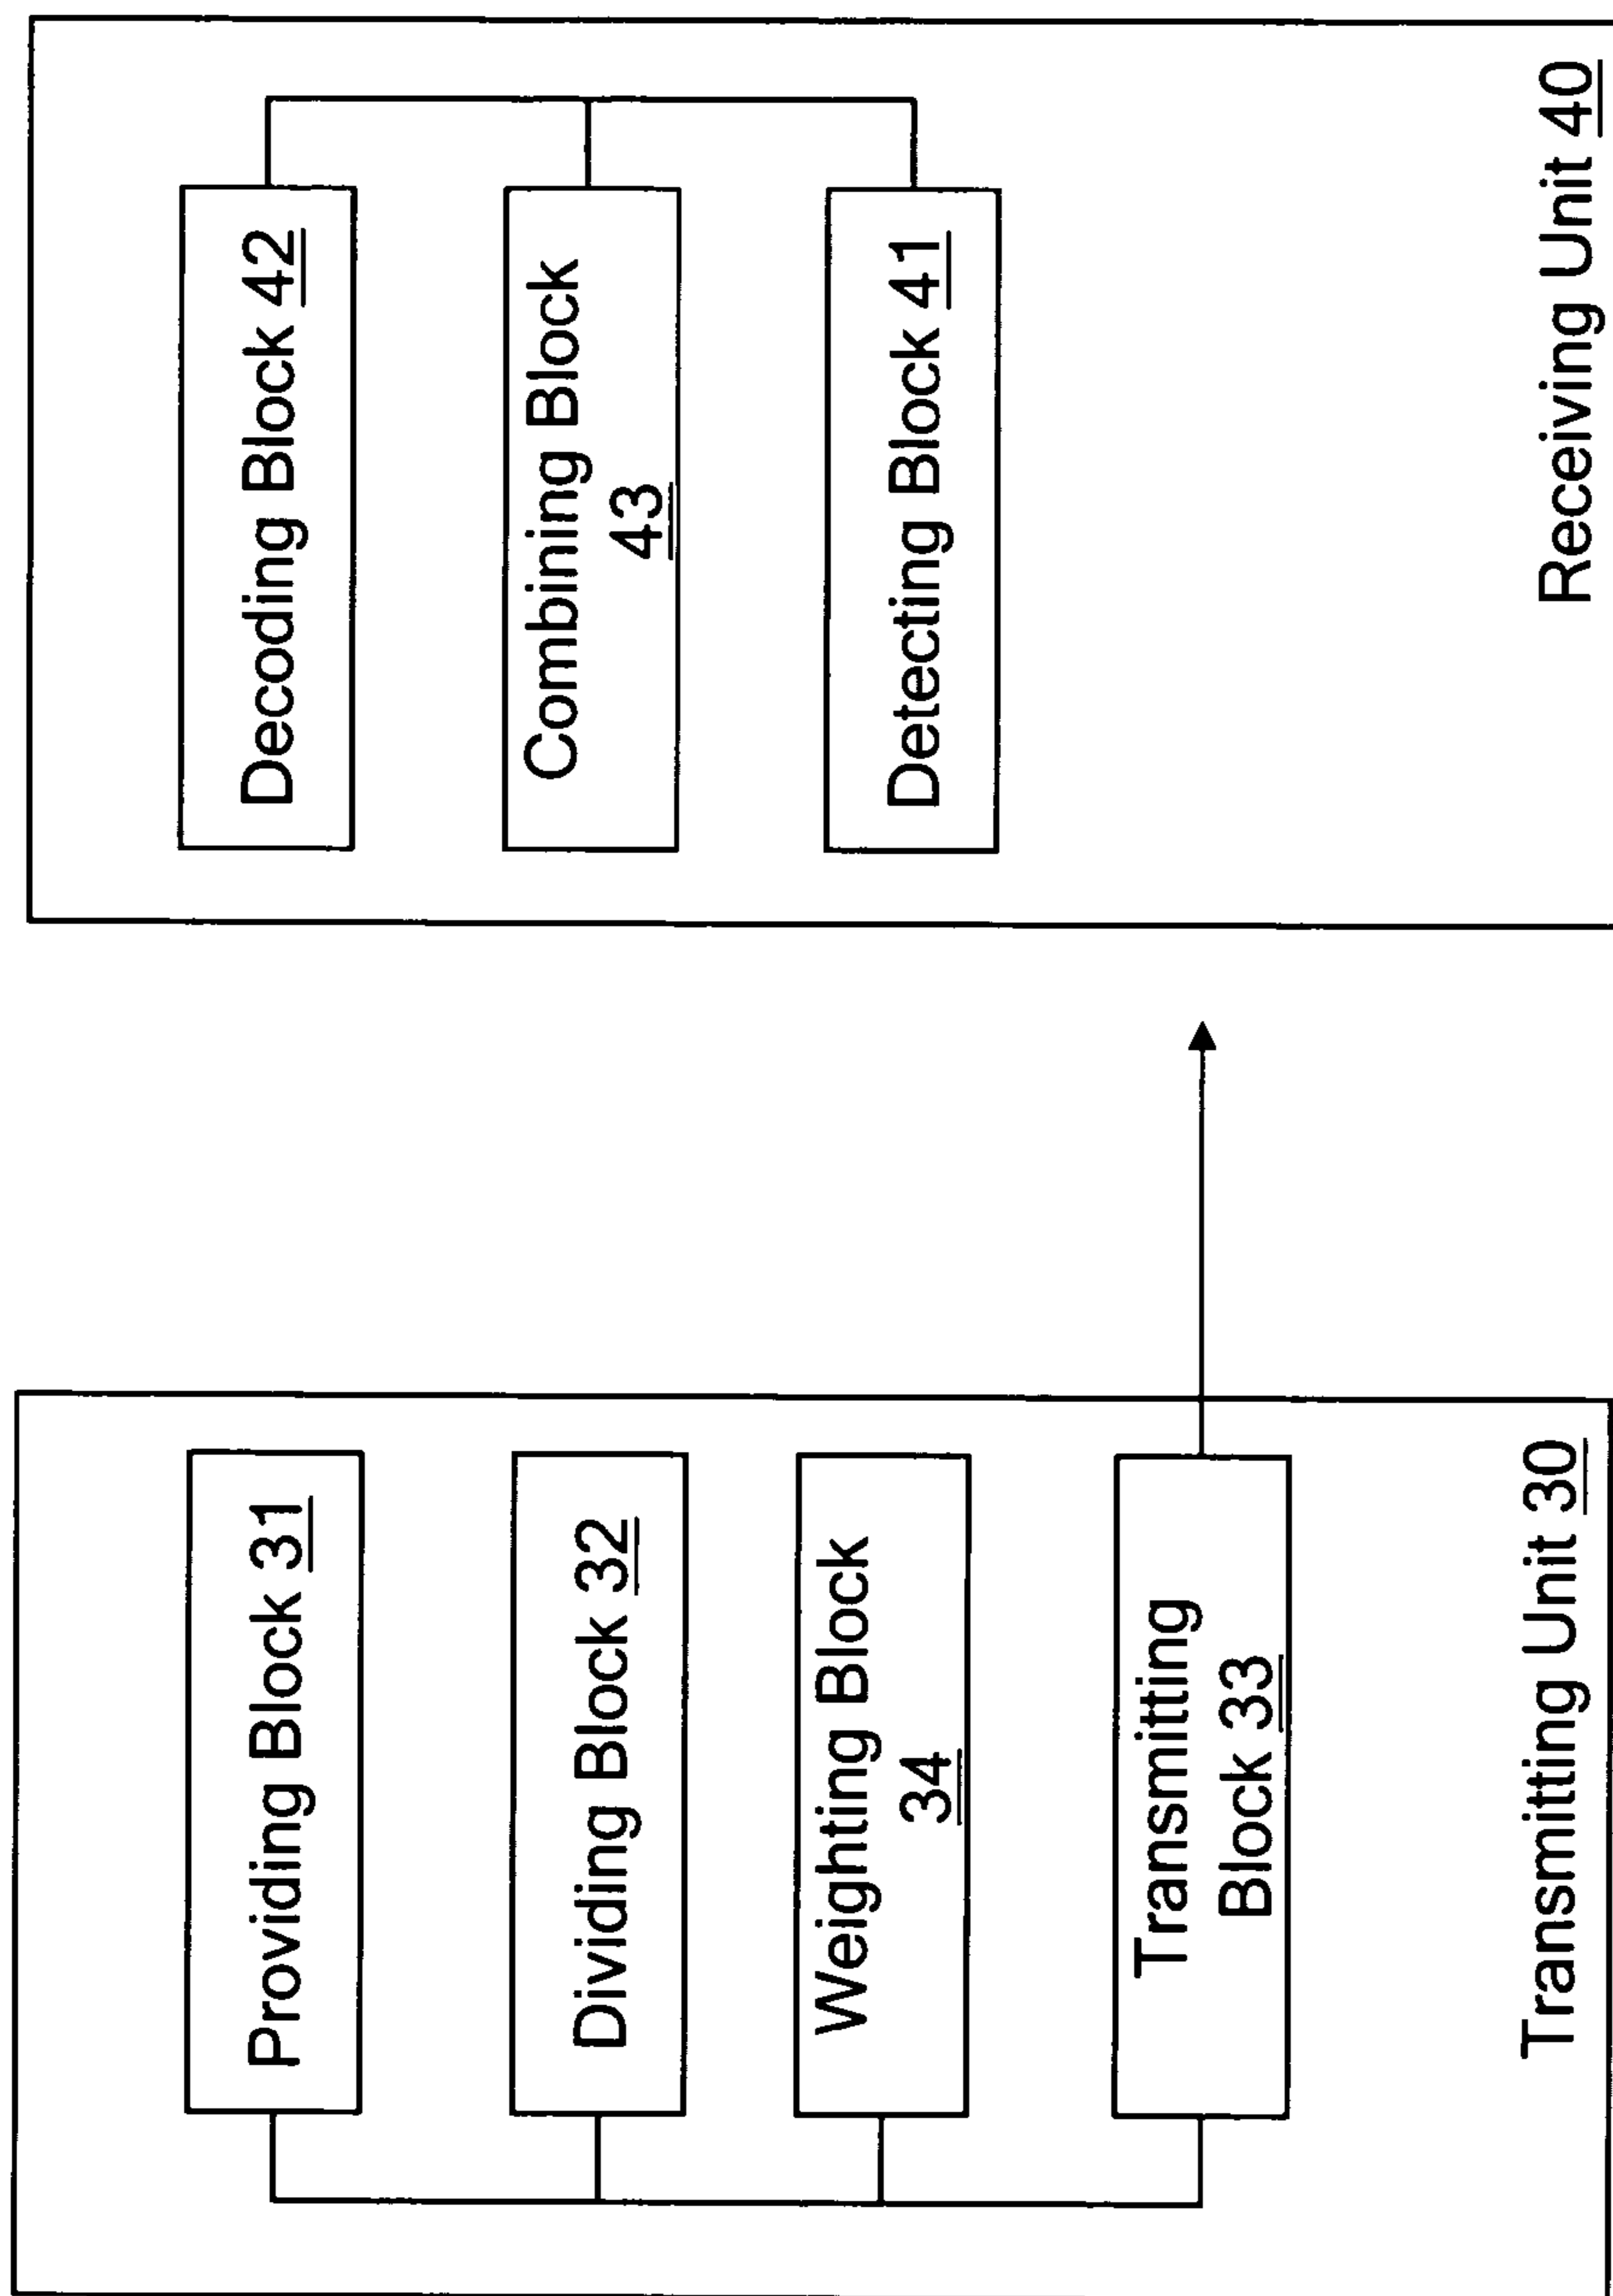 Providing Block 31
Dividing Block 32
Weighting Block
34
Transmitting
Block 33
Transmitting Unit 30
Decoding Block 42
Combining Block
43
Detecting Block 41
Receiving Unit 40